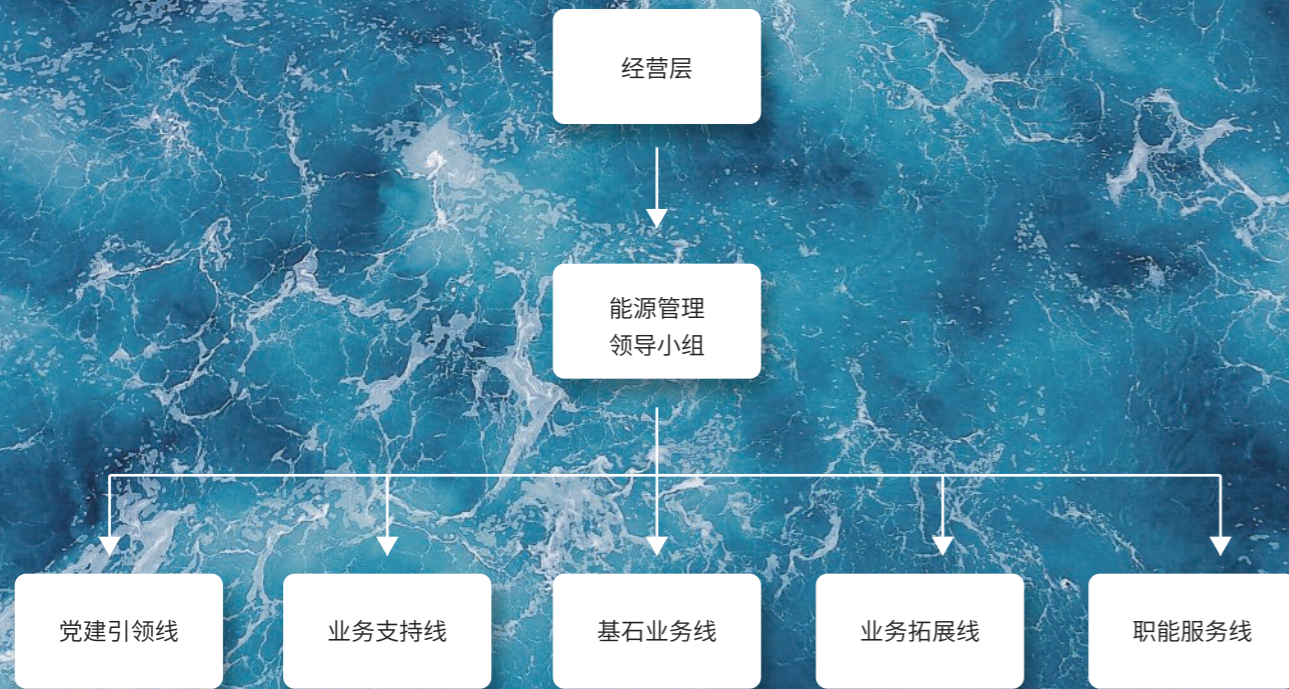 经营层
能源管理
领导小组
党建引领线
业务支持线
基石业务线
业务拓展线
职能服务线